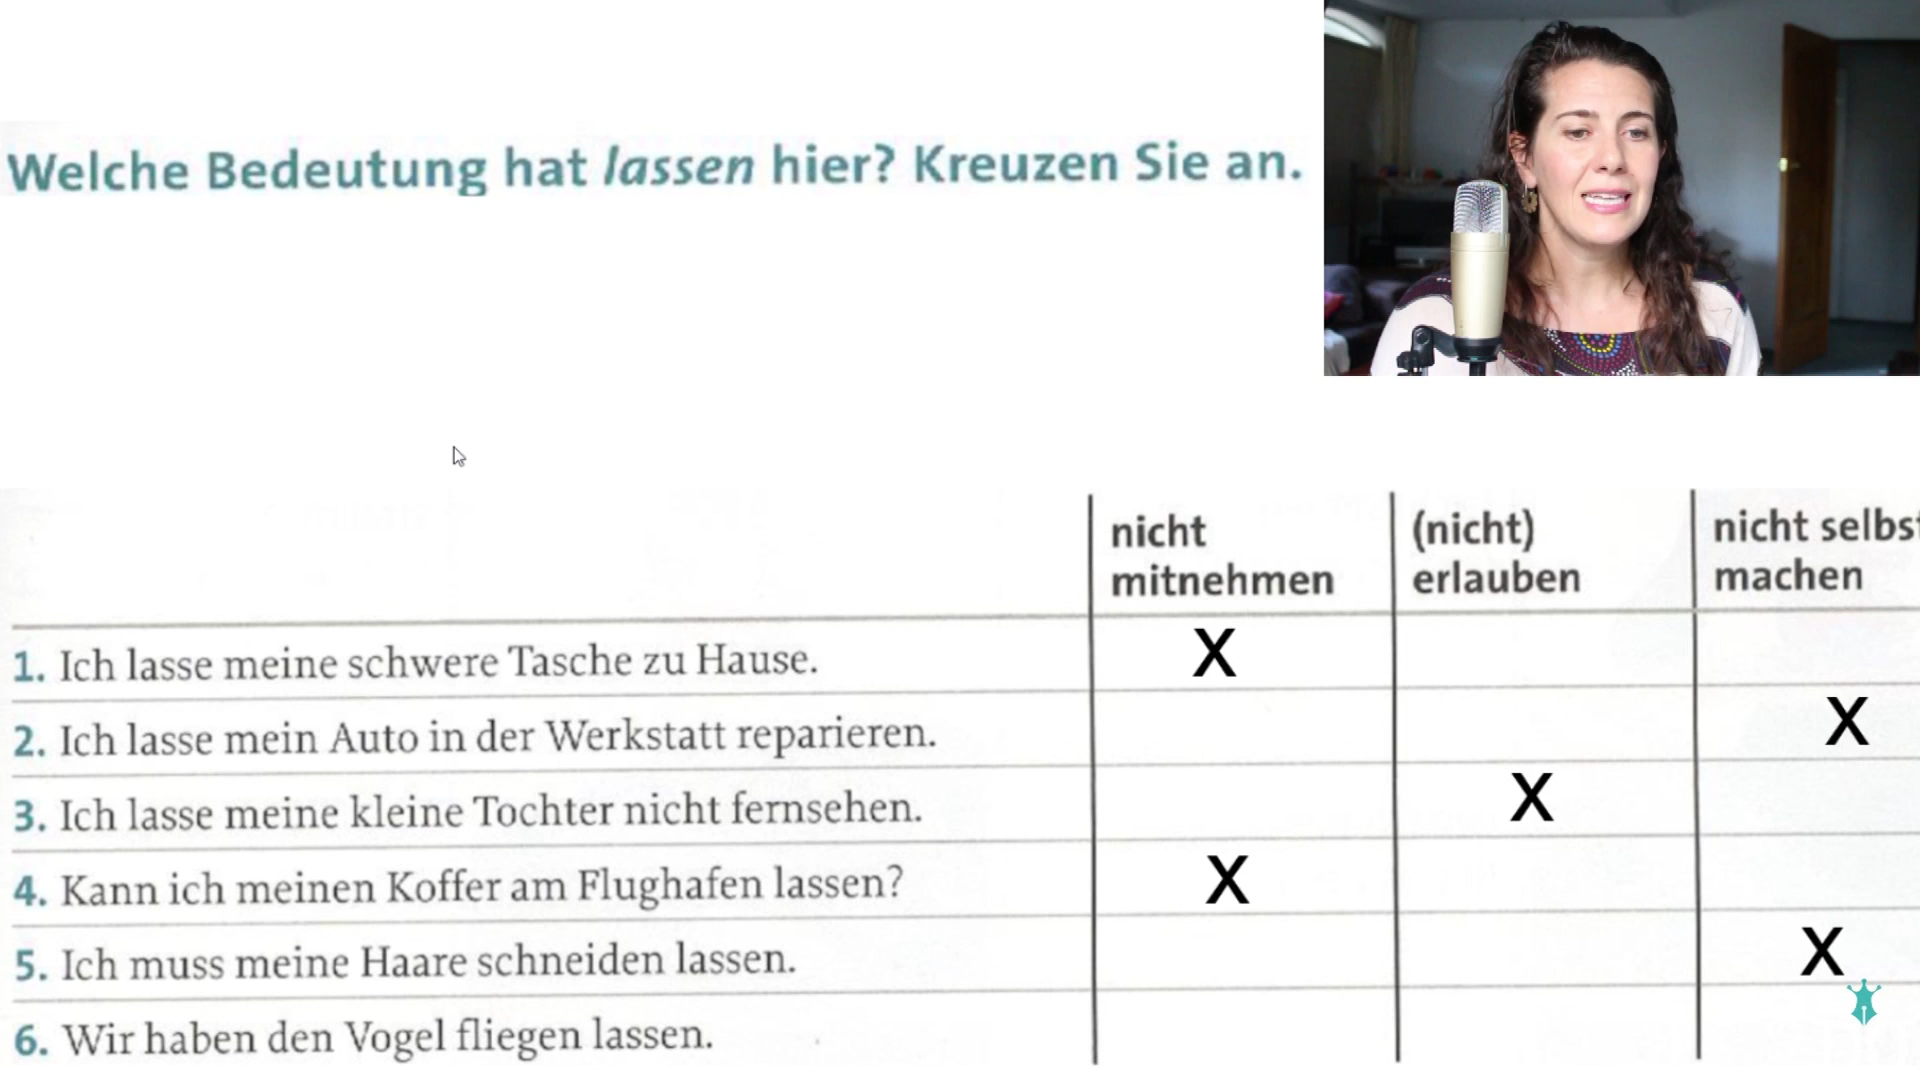 Welche Bedeutung hat lassen hier? Kreuzen Sie an.
nicht mitnehmen
(nicht) erlauben
nicht selbst machen
1. Ich lasse meine schwere Tasche zu Hause. X
2. Ich lasse mein Auto in der Werkstatt reparieren. X
3. Ich lasse meine kleine Tochter nicht fernsehen. X
4. Kann ich meinen Koffer am Flughafen lassen? X
5. Ich muss meine Haare schneiden lassen. X
6. Wir haben den Vogel fliegen lassen.